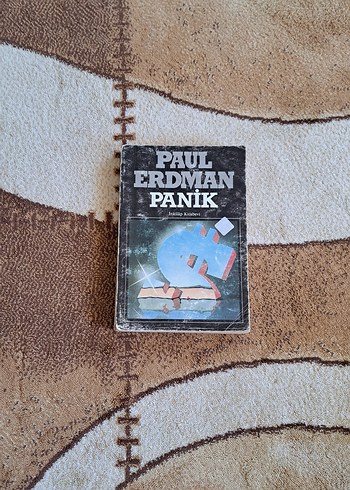 PAUL
ERDMAN
PANİK
İnkılâp Kitabevi